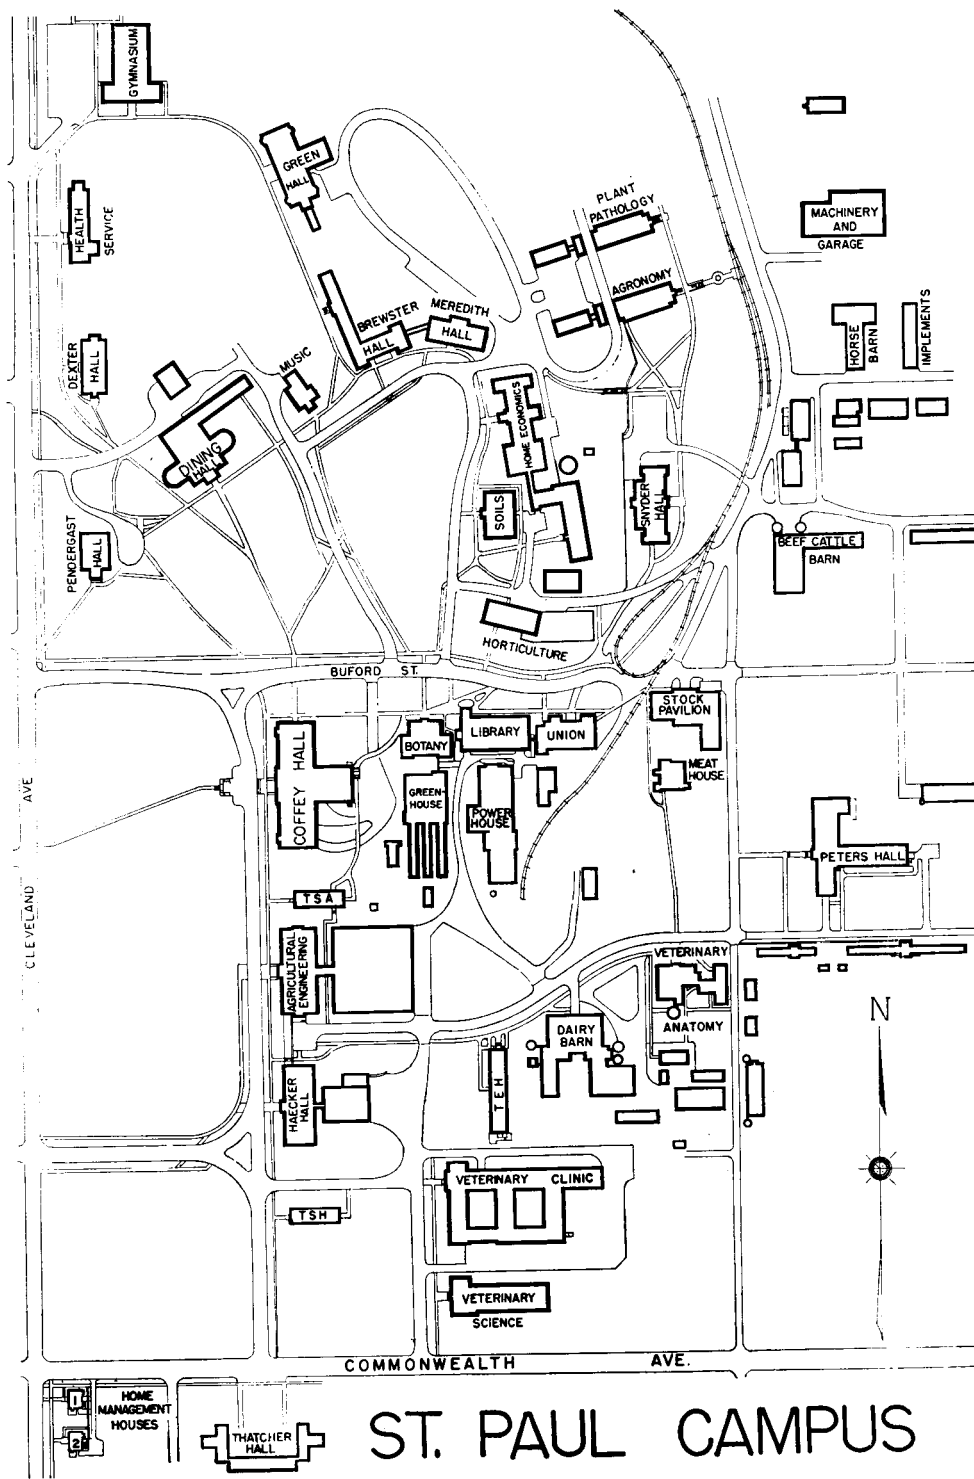 GYMNASIUM
GREEN
HALL
HEALTH
SERVICE
PLANT
PATHOLOGY
MACHINERY
AND
GARAGE
AGRONOMY
BREWSTER
HALL
MEREDITH
HALL
HORSE
BARN
IMPLEMENTS
DEXTER
HALL
MUSIC
HOME ECONOMICS
DINING
HALL
SOILS
SNYDER
HALL
PENDERGAST
HALL
BEEF CATTLE
BARN
HORTICULTURE
BUFORD ST.
STOCK
PAVILION
COFFEY HALL
BOTANY
LIBRARY
UNION
MEAT
HOUSE
GREEN-
HOUSE
POWER
HOUSE
CLEVELAND AVE
PETERS HALL
TSA
AGRICULTURAL
ENGINEERING
VETERINARY
ANATOMY
N
DAIRY
BARN
TEH
HAECKER
HALL
VETERINARY CLINIC
TSH
VETERINARY
SCIENCE
COMMONWEALTH AVE.
1
2
HOME
MANAGEMENT
HOUSES
THATCHER
HALL
ST. PAUL CAMPUS